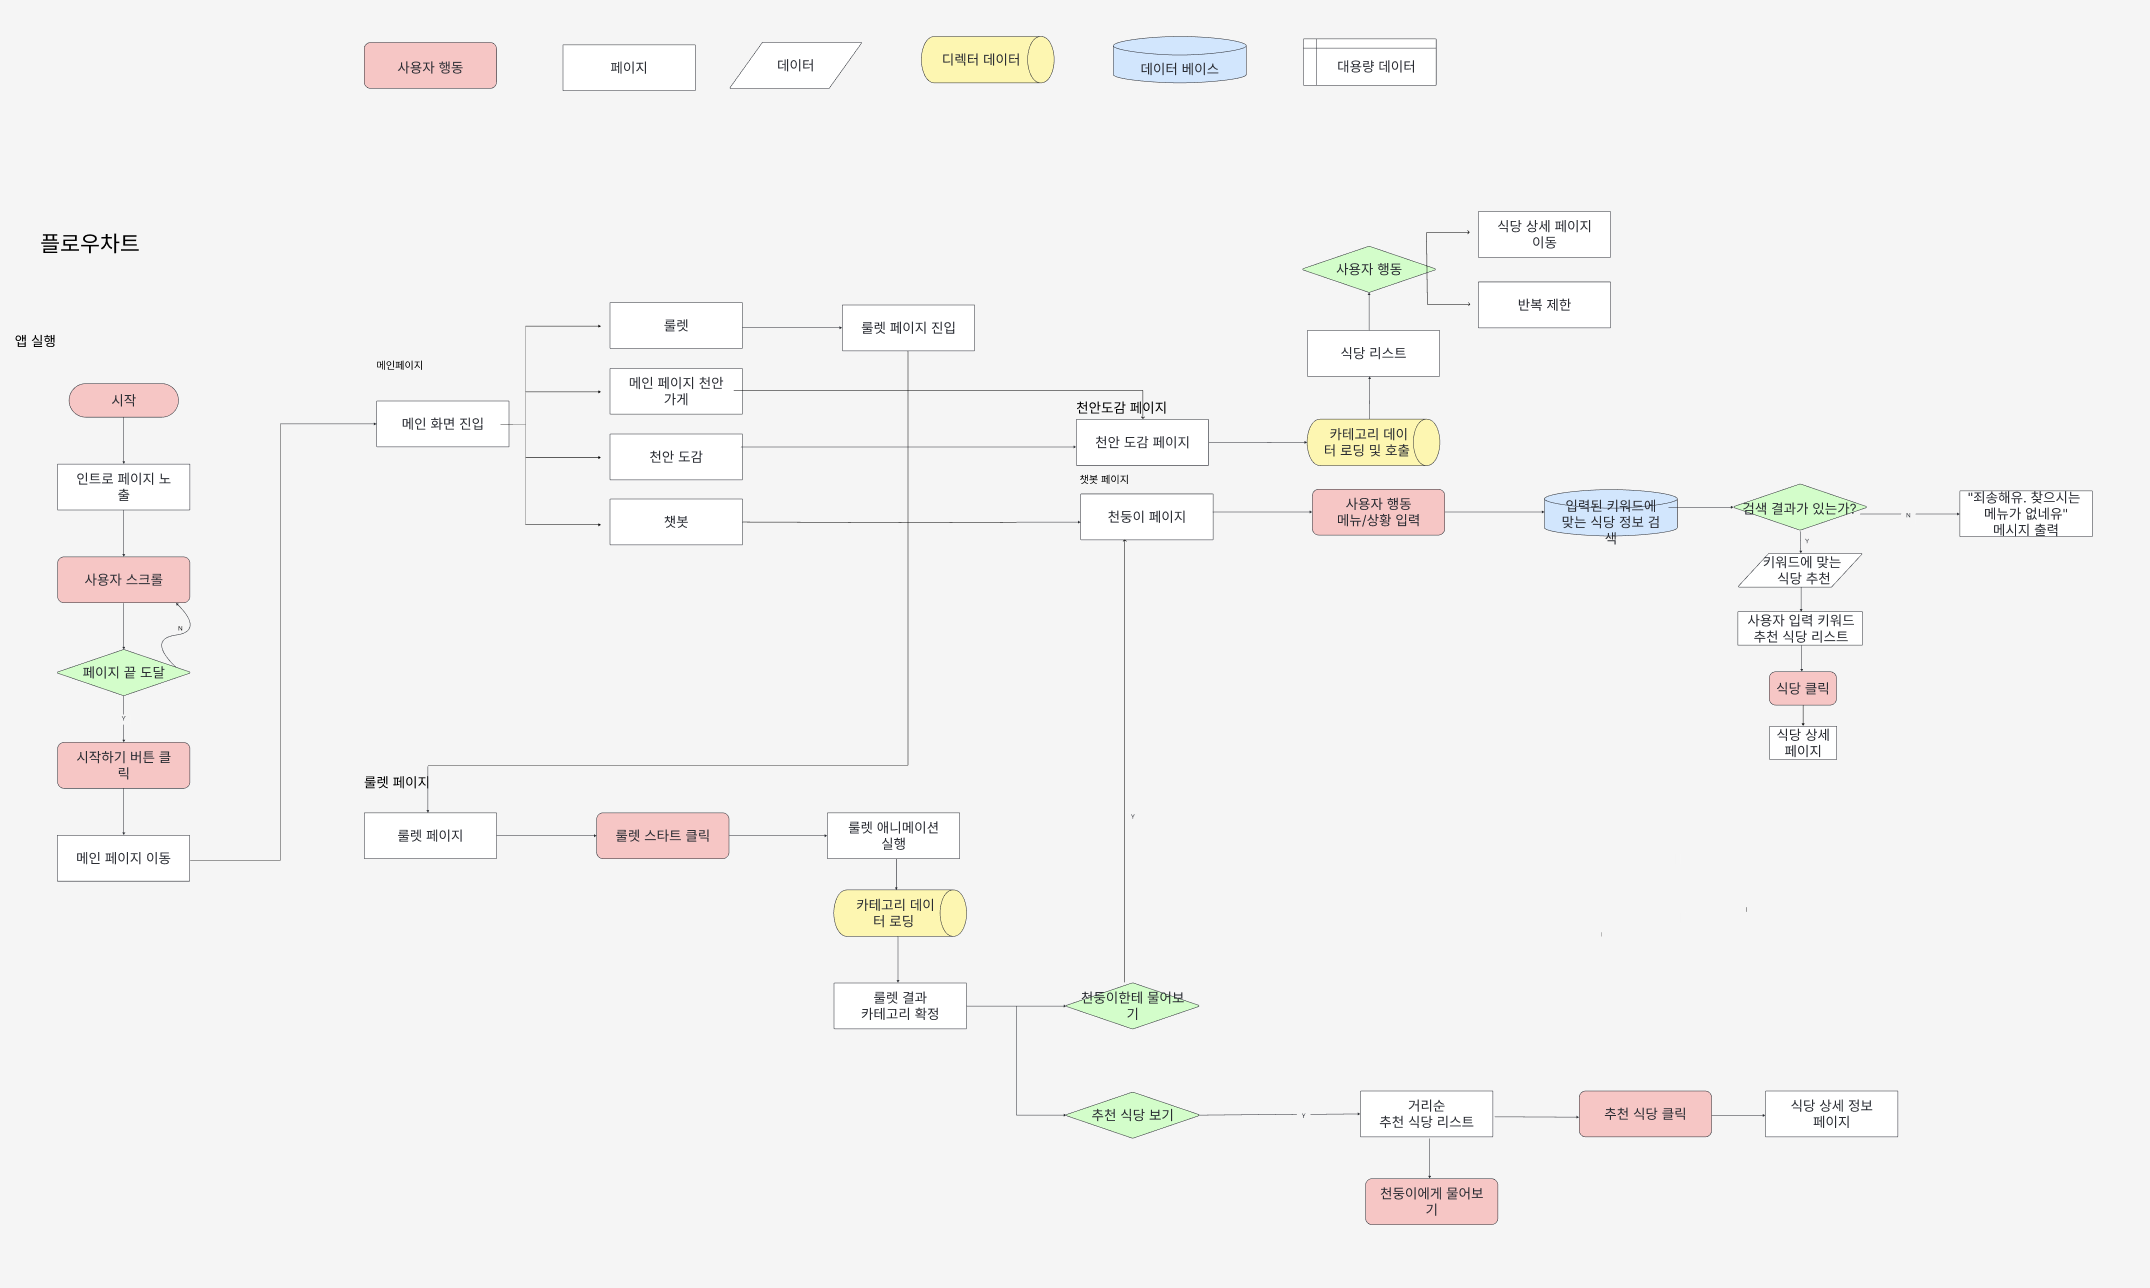 사용자 행동
페이지
데이터
디렉터 데이터
데이터 베이스
대용량 데이터
플로우차트
앱 실행
시작
인트로 페이지 노
출
사용자 스크롤
N
페이지 끝 도달
Y
시작하기 버튼 클
릭
메인 페이지 이동
메인페이지
메인 화면 진입
룰렛
룰렛 페이지 진입
메인 페이지 천안
가게
천안 도감
챗봇
천안도감 페이지
천안 도감 페이지
카테고리 데이
터 로딩 및 호출
식당 리스트
사용자 행동
식당 상세 페이지
이동
반복 제한
챗봇 페이지
천둥이 페이지
사용자 행동
메뉴/상황 입력
입력된 키워드에
맞는 식당 정보 검
색
검색 결과가 있는가?
N
"죄송해유. 찾으시는
메뉴가 없네유"
메시지 출력
Y
키워드에 맞는
식당 추천
사용자 입력 키워드
추천 식당 리스트
식당 클릭
식당 상세
페이지
룰렛 페이지
룰렛 페이지
룰렛 스타트 클릭
룰렛 애니메이션
실행
카테고리 데이
터 로딩
룰렛 결과
카테고리 확정
Y
천둥이한테 물어보
기
추천 식당 보기
Y
거리순
추천 식당 리스트
추천 식당 클릭
식당 상세 정보
페이지
천둥이에게 물어보
기